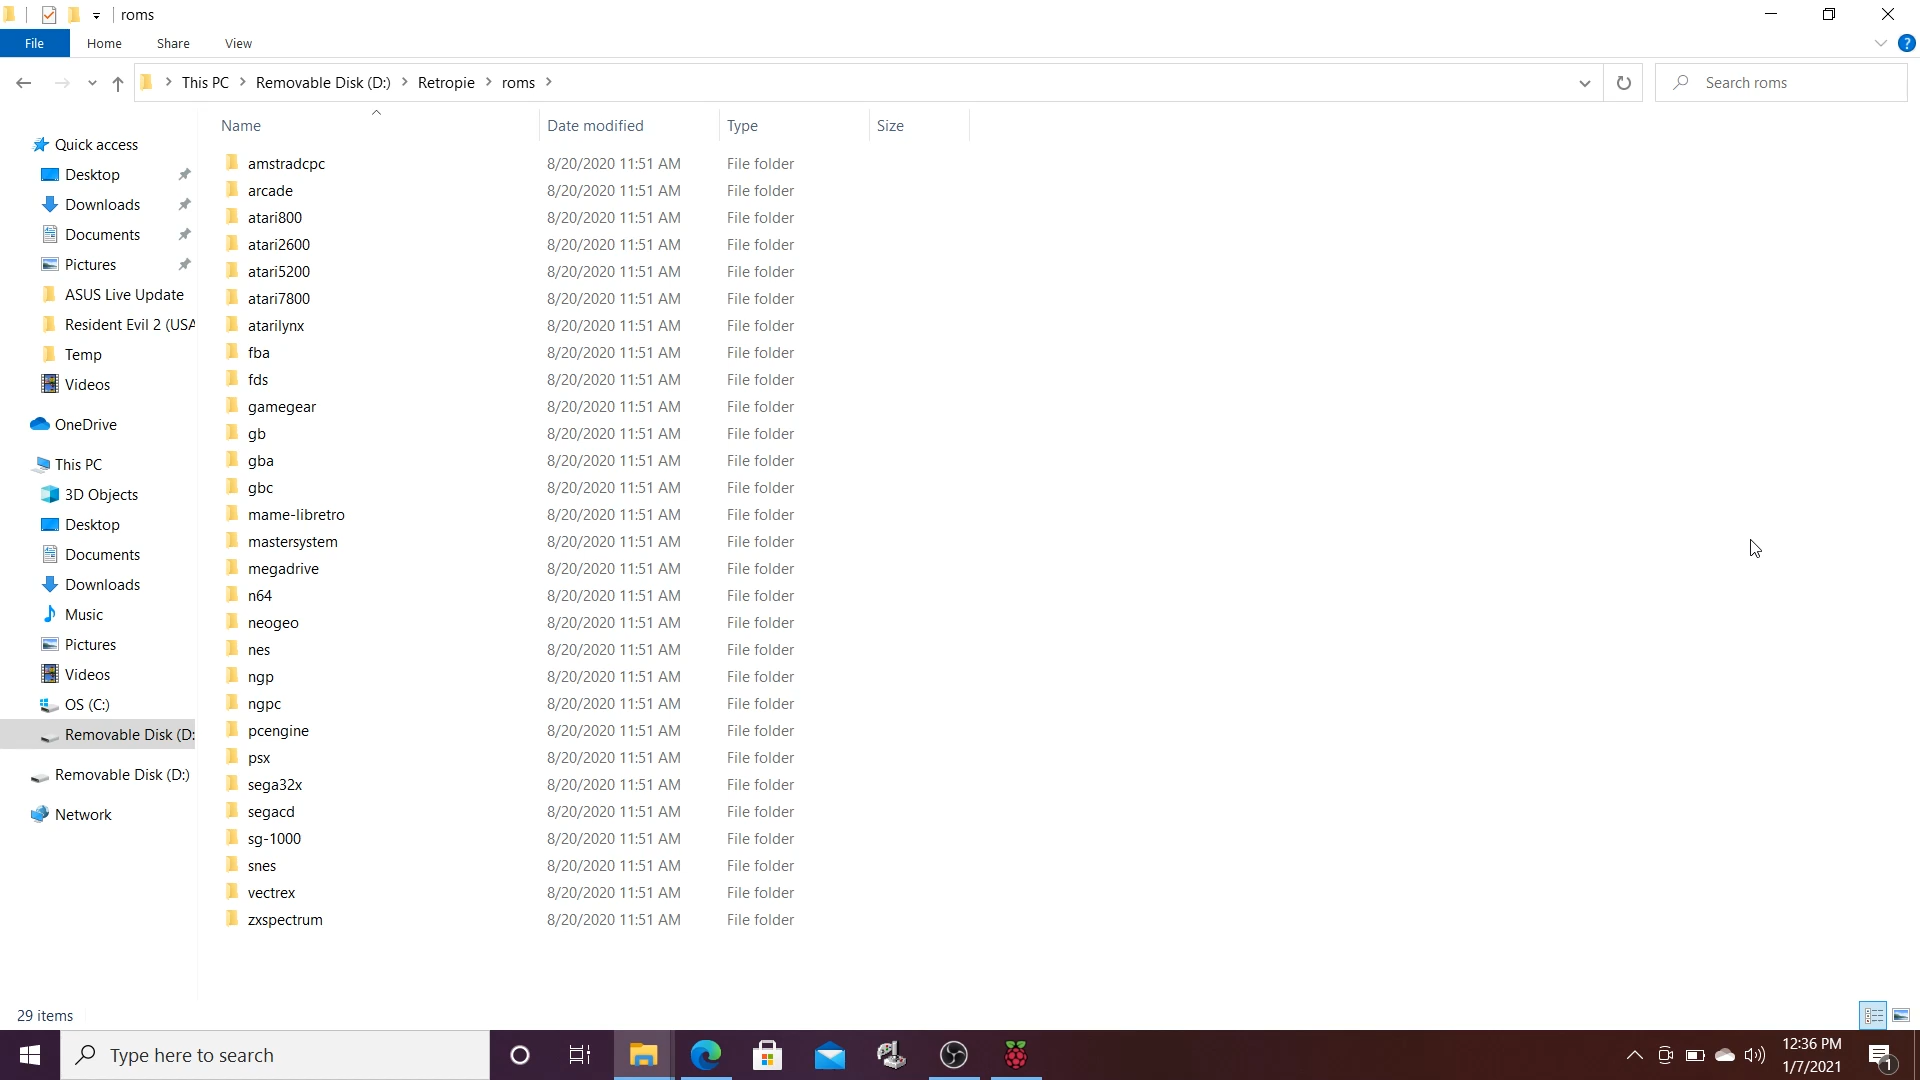 roms
File Home Share View
This PC Removable Disk (D:) Retropie roms Search roms
Name Date modified Type Size
Quick access
Desktop
Downloads
Documents
Pictures
ASUS Live Update
Resident Evil 2 (USA
Temp
Videos
OneDrive
This PC
3D Objects
Desktop
Documents
Downloads
Music
Pictures
Videos
OS (C:)
Removable Disk (D:
Removable Disk (D:)
Network
amstradcpc 8/20/2020 11:51 AM File folder
arcade 8/20/2020 11:51 AM File folder
atari800 8/20/2020 11:51 AM File folder
atari2600 8/20/2020 11:51 AM File folder
atari5200 8/20/2020 11:51 AM File folder
atari7800 8/20/2020 11:51 AM File folder
atarilynx 8/20/2020 11:51 AM File folder
fba 8/20/2020 11:51 AM File folder
fds 8/20/2020 11:51 AM File folder
gamegear 8/20/2020 11:51 AM File folder
gb 8/20/2020 11:51 AM File folder
gba 8/20/2020 11:51 AM File folder
gbc 8/20/2020 11:51 AM File folder
mame-libretro 8/20/2020 11:51 AM File folder
mastersystem 8/20/2020 11:51 AM File folder
megadrive 8/20/2020 11:51 AM File folder
n64 8/20/2020 11:51 AM File folder
neogeo 8/20/2020 11:51 AM File folder
nes 8/20/2020 11:51 AM File folder
ngp 8/20/2020 11:51 AM File folder
ngpc 8/20/2020 11:51 AM File folder
pcengine 8/20/2020 11:51 AM File folder
psx 8/20/2020 11:51 AM File folder
sega32x 8/20/2020 11:51 AM File folder
segacd 8/20/2020 11:51 AM File folder
sg-1000 8/20/2020 11:51 AM File folder
snes 8/20/2020 11:51 AM File folder
vectrex 8/20/2020 11:51 AM File folder
zxspectrum 8/20/2020 11:51 AM File folder
29 items
Type here to search
12:36 PM
1/7/2021
1